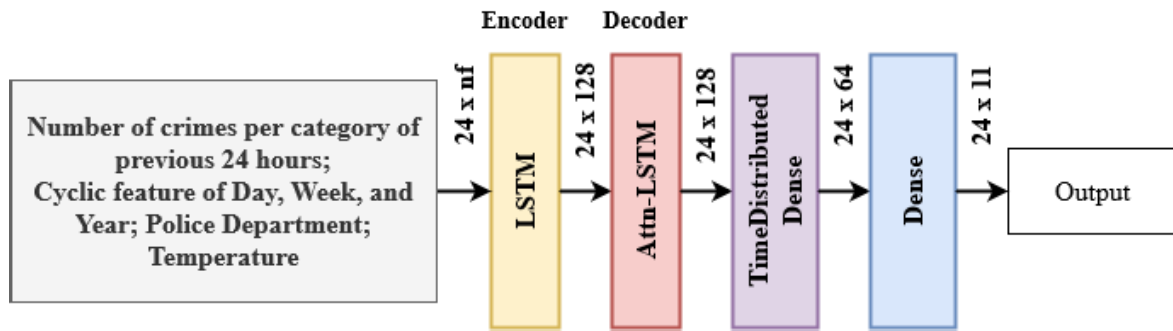 Encoder
Decoder
Number of crimes per category of
previous 24 hours;
Cyclic feature of Day, Week, and
Year; Police Department;
Temperature
24 x nf
LSTM
24 x 128
Attn-LSTM
24 x 128
TimeDistributed
Dense
24 x 64
Dense
24 x 11
Output